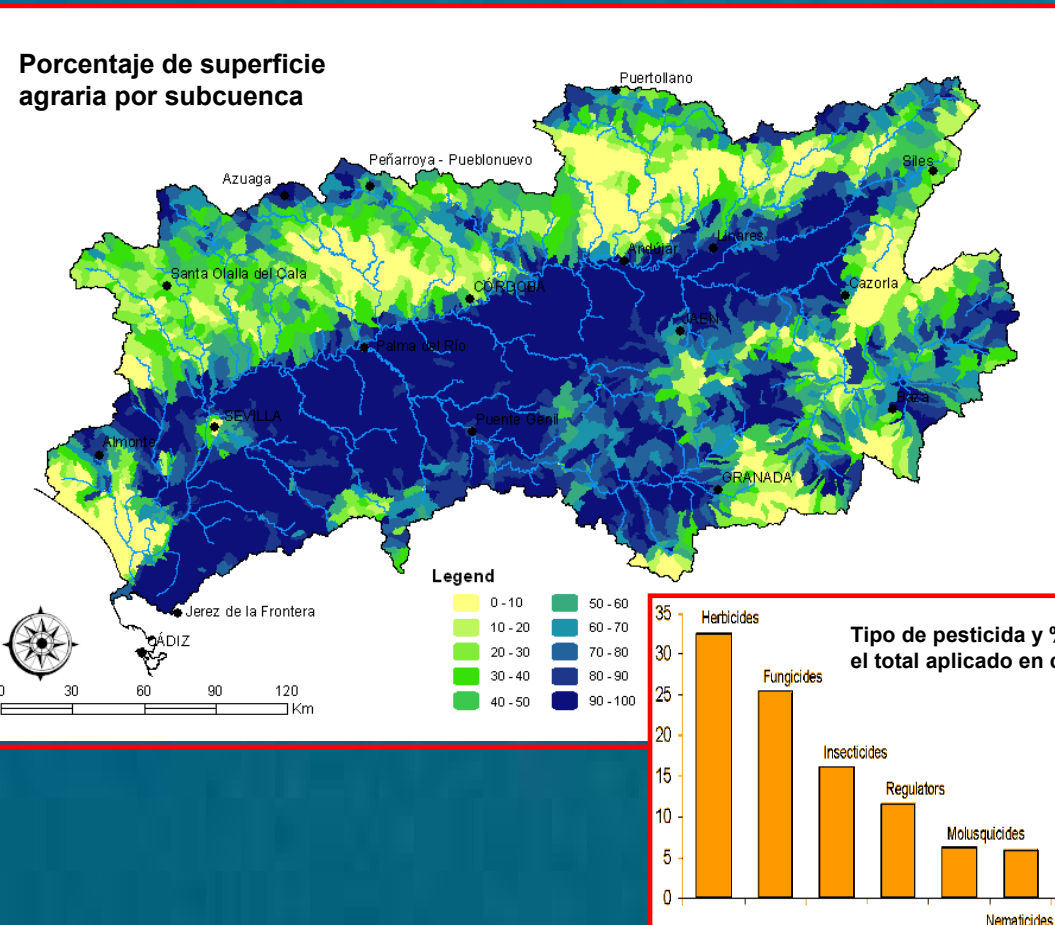 Porcentaje de superficie
agraria por subcuenca
Puertollano
Peñarroya - Pueblonuevo
Azuaga
Siles
Linares
Andújar
Santa Olalla del Cala
CÓRDOBA
Cazorla
JAÉN
Palma del Río
SEVILLA
Puente Genil
Almonte
GRANADA
Legend
0 - 10
50 - 60
10 - 20
60 - 70
20 - 30
70 - 80
30 - 40
80 - 90
40 - 50
90 - 100
Jerez de la Frontera
CÁDIZ
0 30 60 90 120
Km
Tipo de pesticida y %
el total aplicado en
35
30
25
20
15
10
5
0
Herbicides
Fungicides
Insecticides
Regulators
Molusquicides
Nematicides